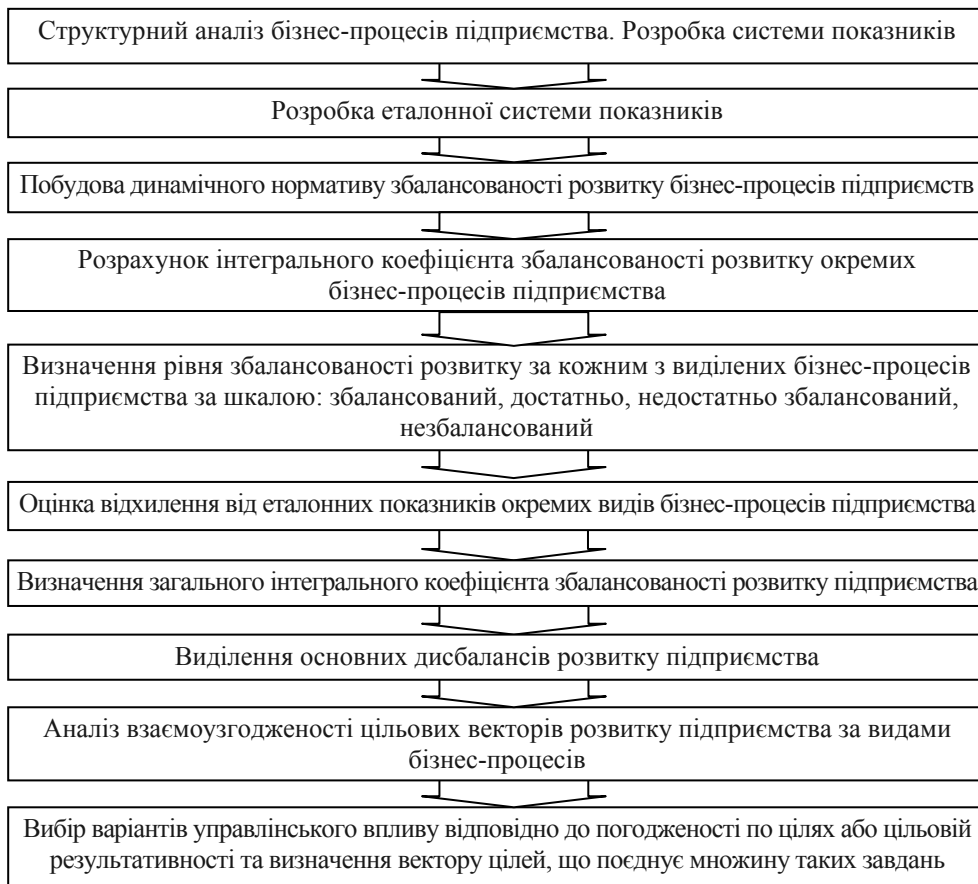 Структурний аналіз бізнес-процесів підприємства. Розробка системи показників
Розробка еталонної системи показників
Побудова динамічного нормативу збалансованості розвитку бізнес-процесів підприємств
Розрахунок інтегрального коефіцієнта збалансованості розвитку окремих
бізнес-процесів підприємства
Визначення рівня збалансованості розвитку за кожним з виділених бізнес-процесів
підприємства за шкалою: збалансований, достатньо, недостатньо збалансований,
незбалансований
Оцінка відхилення від еталонних показників окремих видів бізнес-процесів підприємства
Визначення загального інтегрального коефіцієнта збалансованості розвитку підприємства
Виділення основних дисбалансів розвитку підприємства
Аналіз взаємоузгодженості цільових векторів розвитку підприємства за видами
бізнес-процесів
Вибір варіантів управлінського впливу відповідно до погодженості по цілях або цільовій
результативності та визначення вектору цілей, що поєднує множину таких завдань